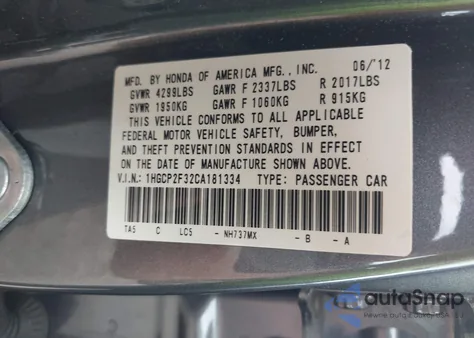 MFD. BY HONDA OF AMERICA MFG., INC. 06/'12
GVWR 4299LBS GAWR F 2337LBS R 2017LBS
GVWR 1950KG GAWR F 1060KG R 915KG
THIS VEHICLE CONFORMS TO ALL APPLICABLE
FEDERAL MOTOR VEHICLE SAFETY, BUMPER,
AND THEFT PREVENTION STANDARDS IN EFFECT
ON THE DATE OF MANUFACTURE SHOWN ABOVE.
V.I.N.: 1HGCP2F32CA181334 TYPE: PASSENGER CAR
TA5 C LC5 - NH737MX - B - A
autoSnap